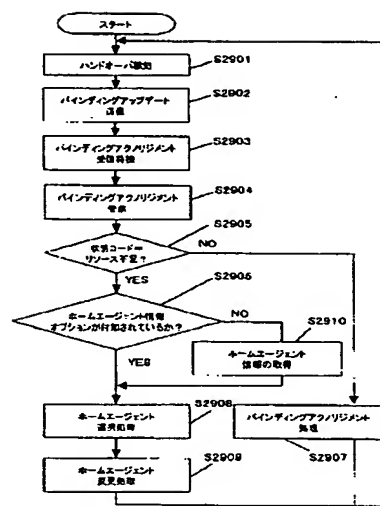 スタート
ハンドオーバ検知
S2901
バインディングアップデート
送信
S2902
バインディングアクノリジメント
受信待機
S2903
バインディングアクノリジメント
S2904
状態コード＝
リソース不足？
S2905
NO
YES
S2906
ホームエージェント情報
オプションが付加されているか？
NO
S2910
ホームエージェント
情報の取得
YES
ホームエージェント
選択処理
S2908
バインディングアクノリジメント
処理
S2907
ホームエージェント
変更処理
S2909